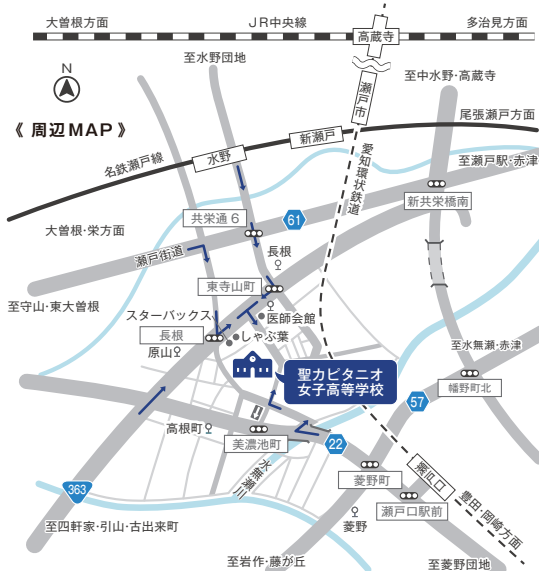 大曽根方面
JR中央線
多治見方面
高蔵寺
至水野団地
至中水野・高蔵寺
N
瀬戸市
《 周辺MAP 》
尾張瀬戸方面
新瀬戸
水野
名鉄瀬戸線
愛知環状鉄道
至瀬戸駅・赤津
新共栄橋南
共栄通6
61
大曽根・栄方面
長根
瀬戸街道
東寺山町
至守山・東大曽根
スターバックス
医師会館
長根
しゃぶ葉
原山
至水無瀬・赤津
聖カピタニオ
女子高等学校
幡野町北
57
高根町
美濃池町
22
水無瀬川
菱野町
瀬戸口
363
瀬戸口駅前
豊田・岡崎方面
至四軒家・引山・古出来町
菱野
至岩作・藤が丘
至菱野団地